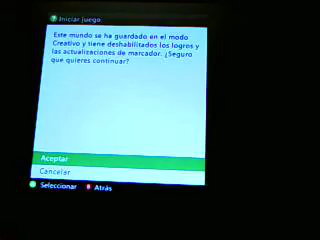 Iniciar juego
Este mundo se ha guardado en el modo
Creativo y tiene deshabilitados los logros y
las actualizaciones de marcador. ¿Seguro
que quieres continuar?
Aceptar
Cancelar
Seleccionar B Atrás